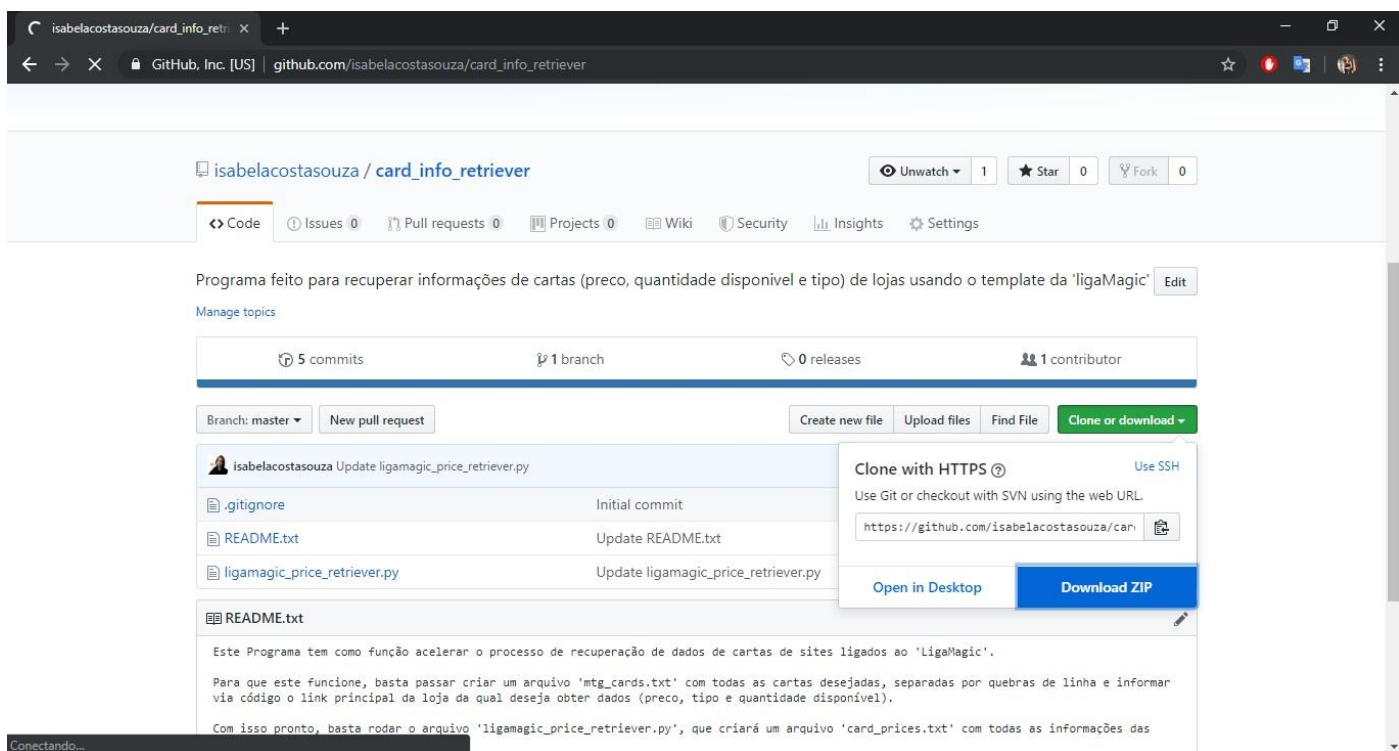 isabelacostasouza/card_info_retri
GitHub, Inc. [US] | github.com/isabelacostasouza/card_info_retriever
isabelacostasouza / card_info_retriever
Unwatch 1 Star 0 Fork 0
Code Issues 0 Pull requests 0 Projects 0 Wiki Security Insights Settings
Programa feito para recuperar informações de cartas (preco, quantidade disponivel e tipo) de lojas usando o template da 'ligaMagic' Edit
Manage topics
5 commits 1 branch 0 releases 1 contributor
Branch: master New pull request Create new file Upload files Find File Clone or download
isabelacostasouza Update ligamagic_price_retriever.py
Clone with HTTPS Use SSH
Use Git or checkout with SVN using the web URL.
.gitignore Initial commit
https://github.com/isabelacostasouza/car
README.txt Update README.txt
ligamagic_price_retriever.py Update ligamagic_price_retriever.py
Open in Desktop Download ZIP
README.txt
Este Programa tem como função acelerar o processo de recuperação de dados de cartas de sites ligados ao 'LigaMagic'.
Para que este funcione, basta passar criar um arquivo 'mtg_cards.txt' com todas as cartas desejadas, separadas por quebras de linha e informar
via código o link principal da loja da qual deseja obter dados (preco, tipo e quantidade disponível).
Com isso pronto, basta rodar o arquivo 'ligamagic_price_retriever.py', que criará um arquivo 'card_prices.txt' com todas as informações das
Conectando...